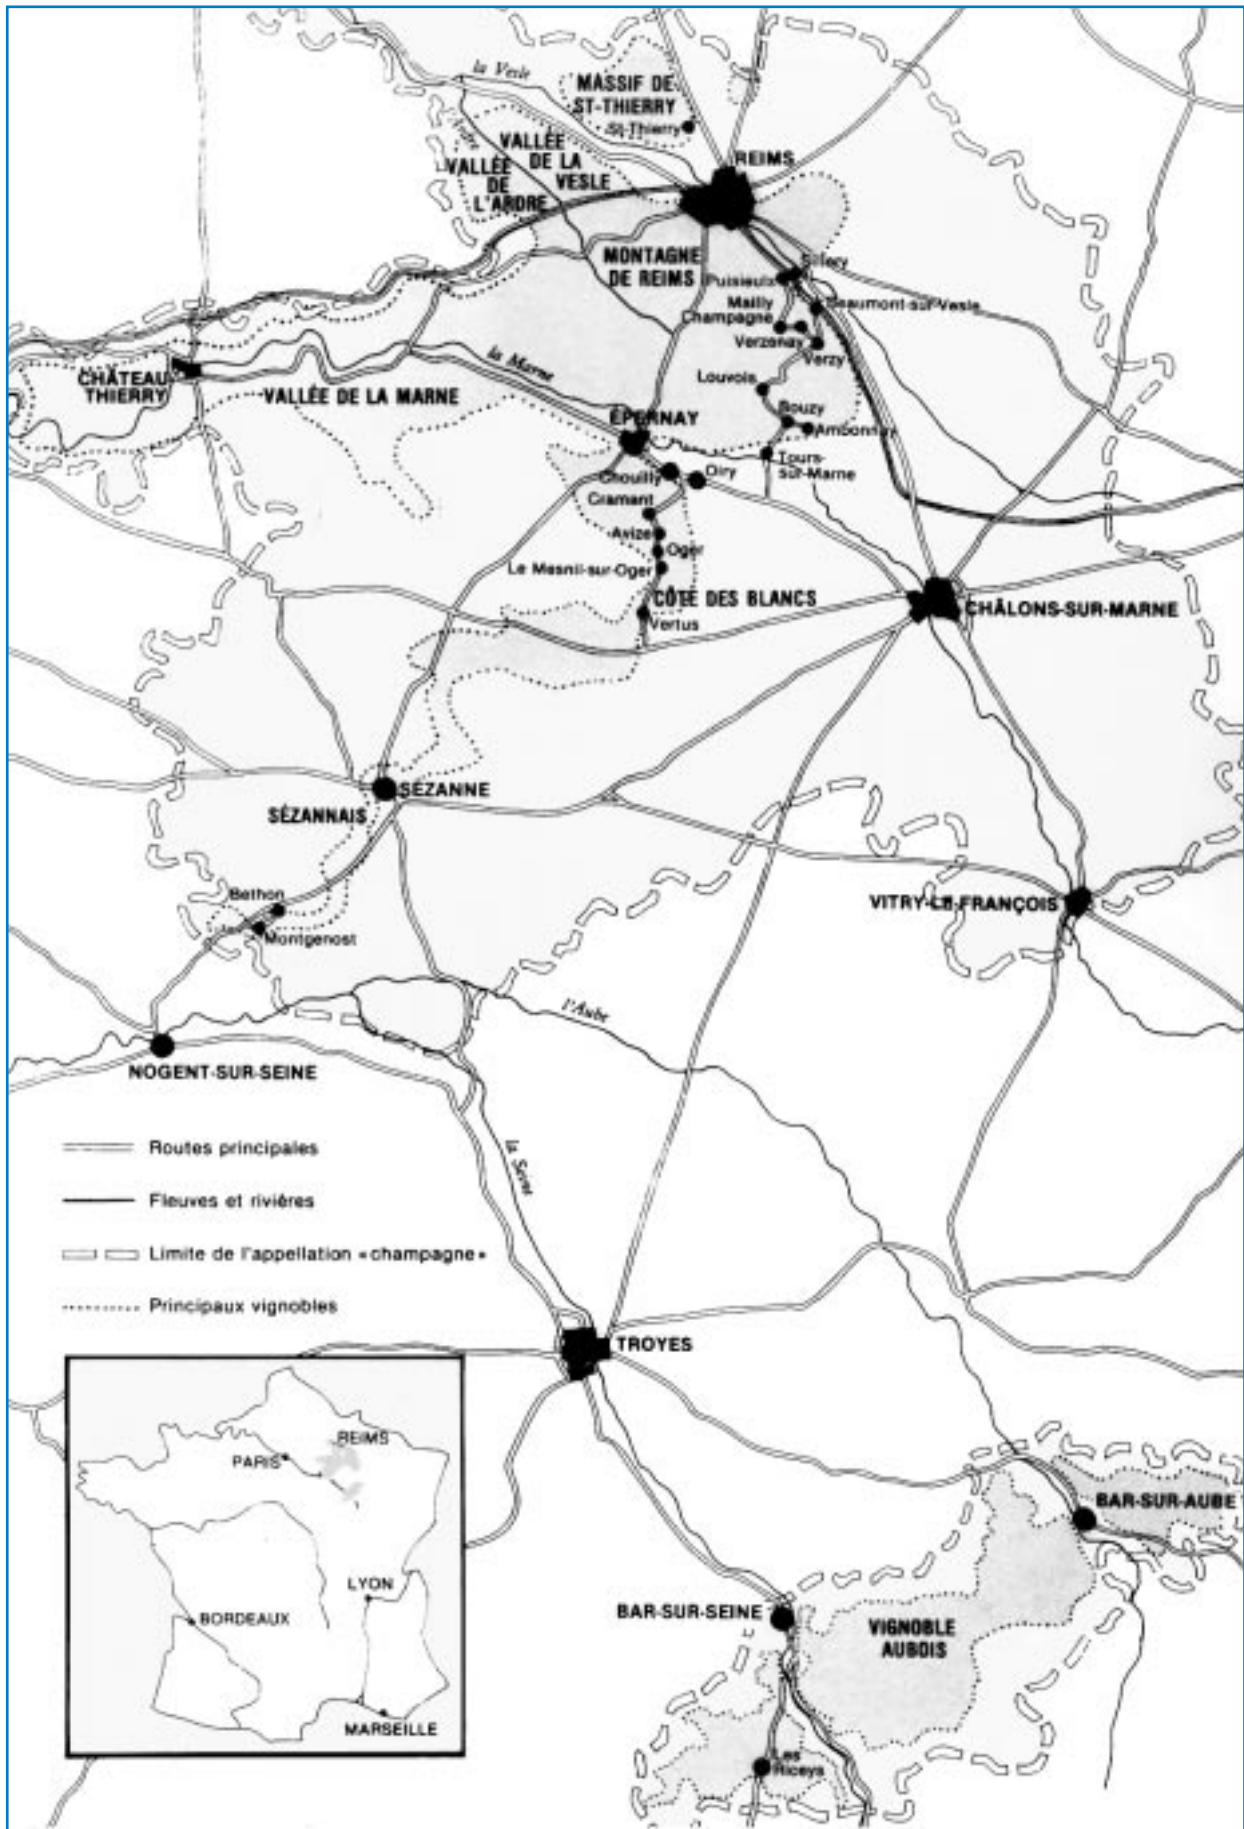 la Vesle
MASSIF DE
ST-THIERRY
St-Thierry
Ardre
VALLÉE
DE LA
VESLE
VALLÉE
DE
L'ARDRE
REIMS
MONTAGNE
DE REIMS
Sillery
Puisieulx
Beaumont-sur-Vesle
Mailly
Champagne
Verzenay
Verzy
la Marne
CHÂTEAU-
THIERRY
VALLÉE DE LA MARNE
Louvois
Bouzy
Ambonnay
ÉPERNAY
Tours-
sur-Marne
Chouilly
Oiry
Cramant
Avize
Oger
Le Mesnil-sur-Oger
CÔTE DES BLANCS
Vertus
CHÂLONS-SUR-MARNE
SÉZANNE
SÉZANNAIS
Bethon
Montgenost
VITRY-LE-FRANÇOIS
l'Aube
NOGENT-SUR-SEINE
la Seine
Routes principales
Fleuves et rivières
Limite de l'appellation «champagne»
Principaux vignobles
TROYES
REIMS
PARIS
LYON
BORDEAUX
MARSEILLE
BAR-SUR-AUBE
BAR-SUR-SEINE
VIGNOBLE
AUBOIS
Les
Riceys